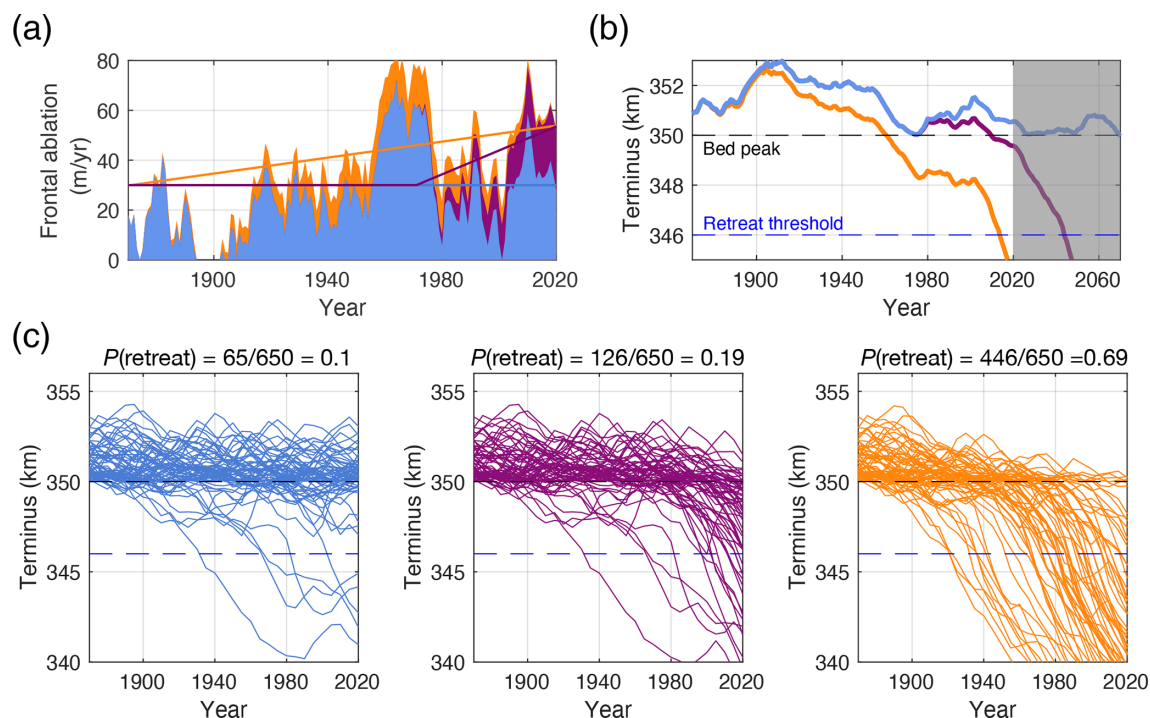 (a)
80
60
40
20
0
Frontal ablation
(m/yr)
1900
1940
1980
2020
Year
(b)
352
350
348
346
Terminus (km)
Bed peak
Retreat threshold
1900
1940
1980
2020
2060
Year
(c)
P(retreat) = 65/650 = 0.1
355
350
345
340
Terminus (km)
1900
1940
1980
2020
Year
P(retreat) = 126/650 = 0.19
355
350
345
340
Terminus (km)
1900
1940
1980
2020
Year
P(retreat) = 446/650 =0.69
355
350
345
340
Terminus (km)
1900
1940
1980
2020
Year